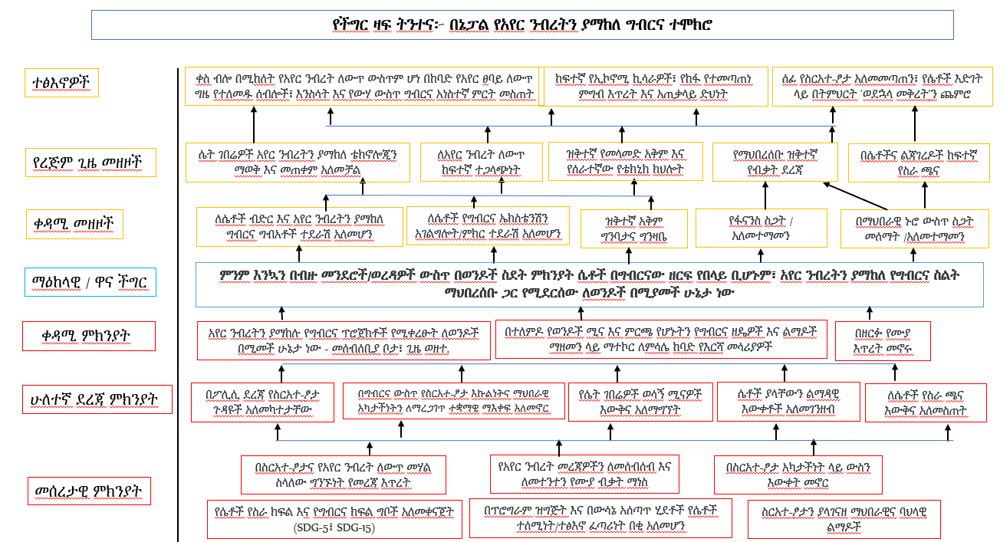 የችግር ዛፍ ትንተና፦ በኔፓል የአየር ንብረትን ያማከለ ግብርና ተሞክሮ
ተፅእኖዎች
ቀስ ብሎ በሚከሰት የአየር ንብረት ለውጥ ውስጥም ሆነ በከባድ የአየር ፀባይ ለውጥ
ግዜ የተለመዱ ሰብሎች፣ እንስሳት እና የውሃ ውስጥ ግብርና አነስተኛ ምርት መስጠት
ከፍተኛ የኢኮኖሚ ኪሳራዎች፣ የከፋ የተመጣጠነ
ምግብ እጥረት እና አጠቃላይ ድህነት
ሰፊ የስርአተ-ፆታ አለመመጣጠን፣ የሴቶች እድገት
ላይ በትምህርት 'ወደኋላ መቅረት'ን ጨምሮ
የረጅም ጊዜ መዘዞች
ሴት ገበሬዎች አየር ንብረትን ያማከለ ቴክኖሎጂን
ማወቅ እና መጠቀም አለመቻል
ለአየር ንብረት ለውጥ
ከፍተኛ ተጋላጭነት
ዝቅተኛ የመላመድ አቅም እና
የሰራተኛው የቴክኒክ ክህሎት
የማህበረሰቡ ዝቅተኛ
የብቃት ደረጃ
በሴቶችና ልጃገረዶች ከፍተኛ
የስራ ጫና
ቀዳሚ መዘዞች
ለሴቶች ብድር እና አየር ንብረትን ያማከለ
ግብርና ግብአቶች ተደራሽ አለመሆን
ለሴቶች የግብርና ኤክስቴንሽን
አገልግሎት/ምክር ተደራሽ አለመሆን
ዝቅተኛ አቅም
ግንባታና ግንዛቤ
የፋናንስ ስጋት /
አለመተማመን
በማህበራዊ ኑሮ ውስጥ ስጋት
መሰማት /አለመተማመን
ማዕከላዊ / ዋና ችግር
ምንም እንኳን በብዙ መንደሮች/ወረዳዎች ውስጥ በወንዶች ስደት ምክንያት ሴቶች በግብርናው ዘርፍ የበላይ ቢሆኑም፣ አየር ንብረትን ያማከለ የግብርና ስልት
ማህበረሰቡ ጋር የሚደርሰው ለወንዶች በሚያመች ሁኔታ ነው
ቀዳሚ ምክንያት
አየር ንብረትን ያማከሉ የግብርና ፕሮጀክቶች የሚቀረፁት ለወንዶች
በሚመች ሁኔታ ነው - መሰብሰቢያ ቦታ፣ ጊዜ ወዘተ.
በተለምዶ የወንዶች ሚና እና ምርጫ የሆኑትን የግብርና ዘዴዎች እና ልማዶች
ማዘመን ላይ ማተኮር ለምሳሌ ከባድ የእርሻ መሳሪያዎች
በዘርፉ የሙያ
እጥረት መኖሩ
ሁለተኛ ደረጃ ምክንያት
በፖሊሲ ደረጃ የስርአተ-ፆታ
ጉዳዩች አለመካታታቸው
በግብርና ውስጥ የስርአተ-ፆታ እኩልነትና ማህበራዊ
አካታችነትን ለማረጋገጥ ተቋማዊ ማእቀፍ አለመኖር
የሴት ገበሬዎች ወሳኝ ሚናዎች
እውቅና አለማግኘት
ሴቶች ያላቸውን ልማዳዊ
እውቀቶች አለመገንዘብ
ለሴቶች የስራ ጫና
እውቅና አለመስጠት
መሰረታዊ ምክንያት
በስርአተ-ፆታና የአየር ንብረት ለውጥ መሃል
ስላለው ግንኙነት የመረጃ እጥረት
የአየር ንብረት መረጃዎችን ለመሰብሰብ እና
ለመተንተን የሙያ ብቃት ማነስ
በስርአተ-ፆታ አካታችነት ላይ ውስን
እውቀት መኖር
የሴቶች የስራ ክፍል እና የግብርና ክፍል ግቦች አለመቀናጀት
(SDG-5፣ SDG-15)
በፕሮግራም ዝግጅት እና በውሳኔ አሰጣጥ ሂደቶች የሴቶች
ተሰሚነት/ተፅእኖ ፈጣሪነት በቂ አለመሆን
ስርአተ-ፆታን ያላገናዘ ማህበራዊና ባህላዊ
ልማዶች